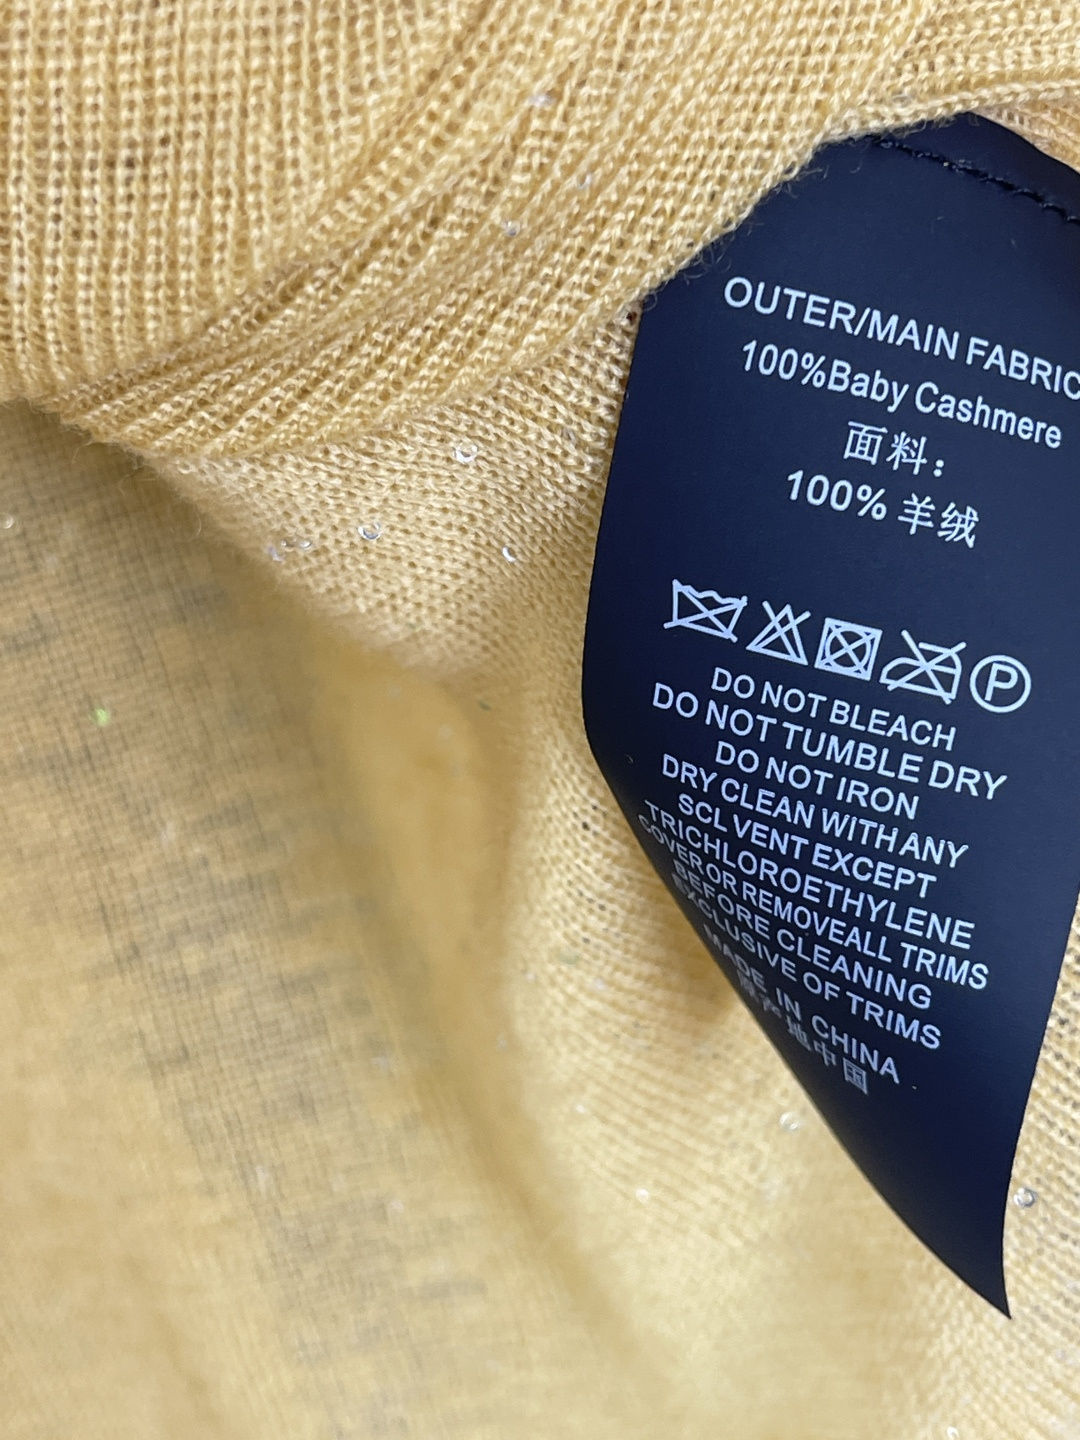 OUTER/MAIN FABRIC
100%Baby Cashmere
面料：
100% 羊绒
P
DO NOT BLEACH
DO NOT TUMBLE DRY
DO NOT IRON
DRY CLEAN WITH ANY
SCLVENT EXCEPT
TRICHLOROETHYLENE
COVER OR REMOVEALL TRIMS
BEFORE CLEANING
EXCLUSIVE OF TRIMS
MADE IN CHINA
原产地中国